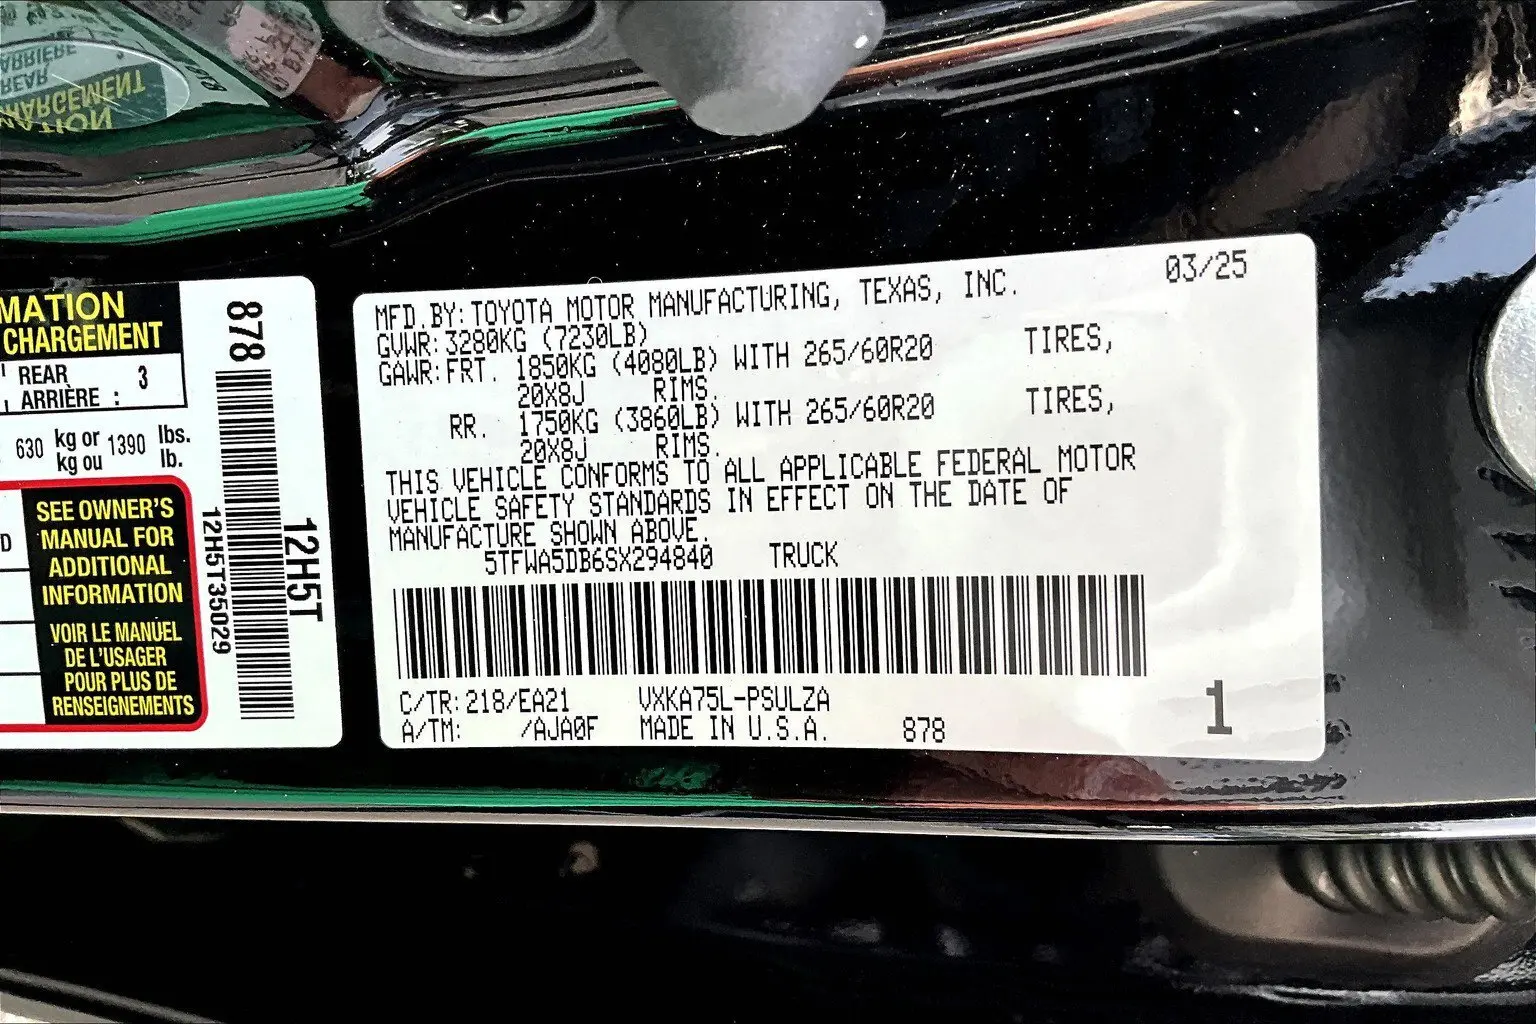 MATION
CHARGEMENT
REAR
ARRIÈRE : 3
630 kg or 1390 lbs.
kg ou lb.
SEE OWNER'S
MANUAL FOR
ADDITIONAL
INFORMATION
VOIR LE MANUEL
DE L'USAGER
POUR PLUS DE
RENSEIGNEMENTS
878
12H5T35029
12H5T
03/25
MFD.BY: TOYOTA MOTOR MANUFACTURING, TEXAS, INC.
GVWR: 3280KG (7230LB)
GAWR: FRT. 1850KG (4080LB) WITH 265/60R20 TIRES,
20X8J RIMS.
RR. 1750KG (3860LB) WITH 265/60R20 TIRES,
20X8J RIMS.
THIS VEHICLE CONFORMS TO ALL APPLICABLE FEDERAL MOTOR
VEHICLE SAFETY STANDARDS IN EFFECT ON THE DATE OF
MANUFACTURE SHOWN ABOVE.
5TFWA5DB6SX294840 TRUCK
C/TR: 218/EA21 VXKA75L-PSULZA
A/TM: /AJA0F MADE IN U.S.A. 878
1
ARRIÈRE
REAR
ARGEMENT
MATION